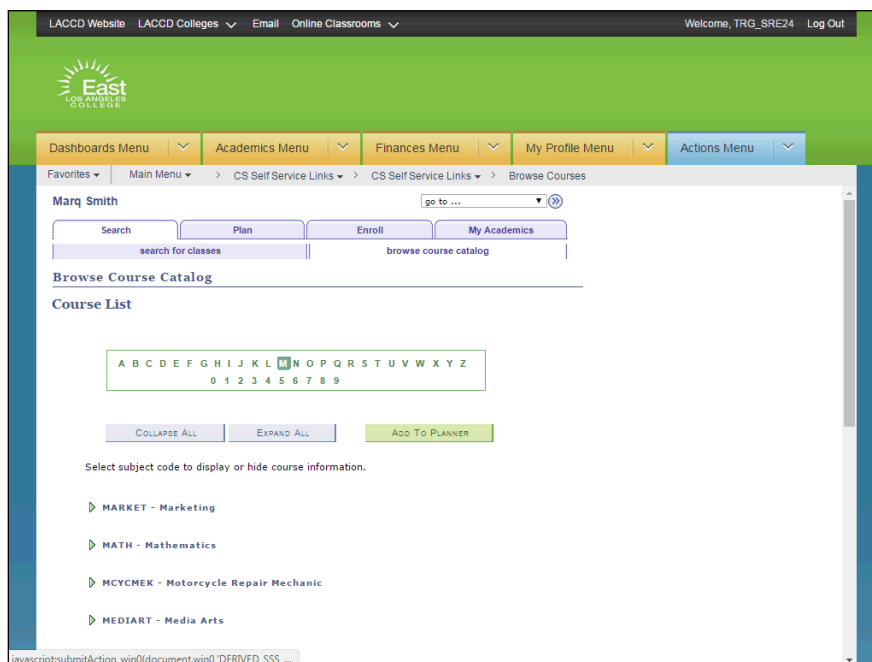 LACCD Website LACCD Colleges Email Online Classrooms Welcome, TRG_SRE24 Log Out
East
LOS ANGELES
COLLEGE
Dashboards Menu Academics Menu Finances Menu My Profile Menu Actions Menu
Favorites Main Menu > CS Self Service Links > CS Self Service Links > Browse Courses
Marq Smith go to ...
Search Plan Enroll My Academics
search for classes browse course catalog
Browse Course Catalog
Course List
A B C D E F G H I J K L M N O P Q R S T U V W X Y Z
0 1 2 3 4 5 6 7 8 9
COLLAPSE ALL EXPAND ALL ADD TO PLANNER
Select subject code to display or hide course information.
MARKET - Marketing
MATH - Mathematics
MCYCMEK - Motorcycle Repair Mechanic
MEDIART - Media Arts
javascript:submitAction_win0(document.win0,'DERIVED_SSS_...